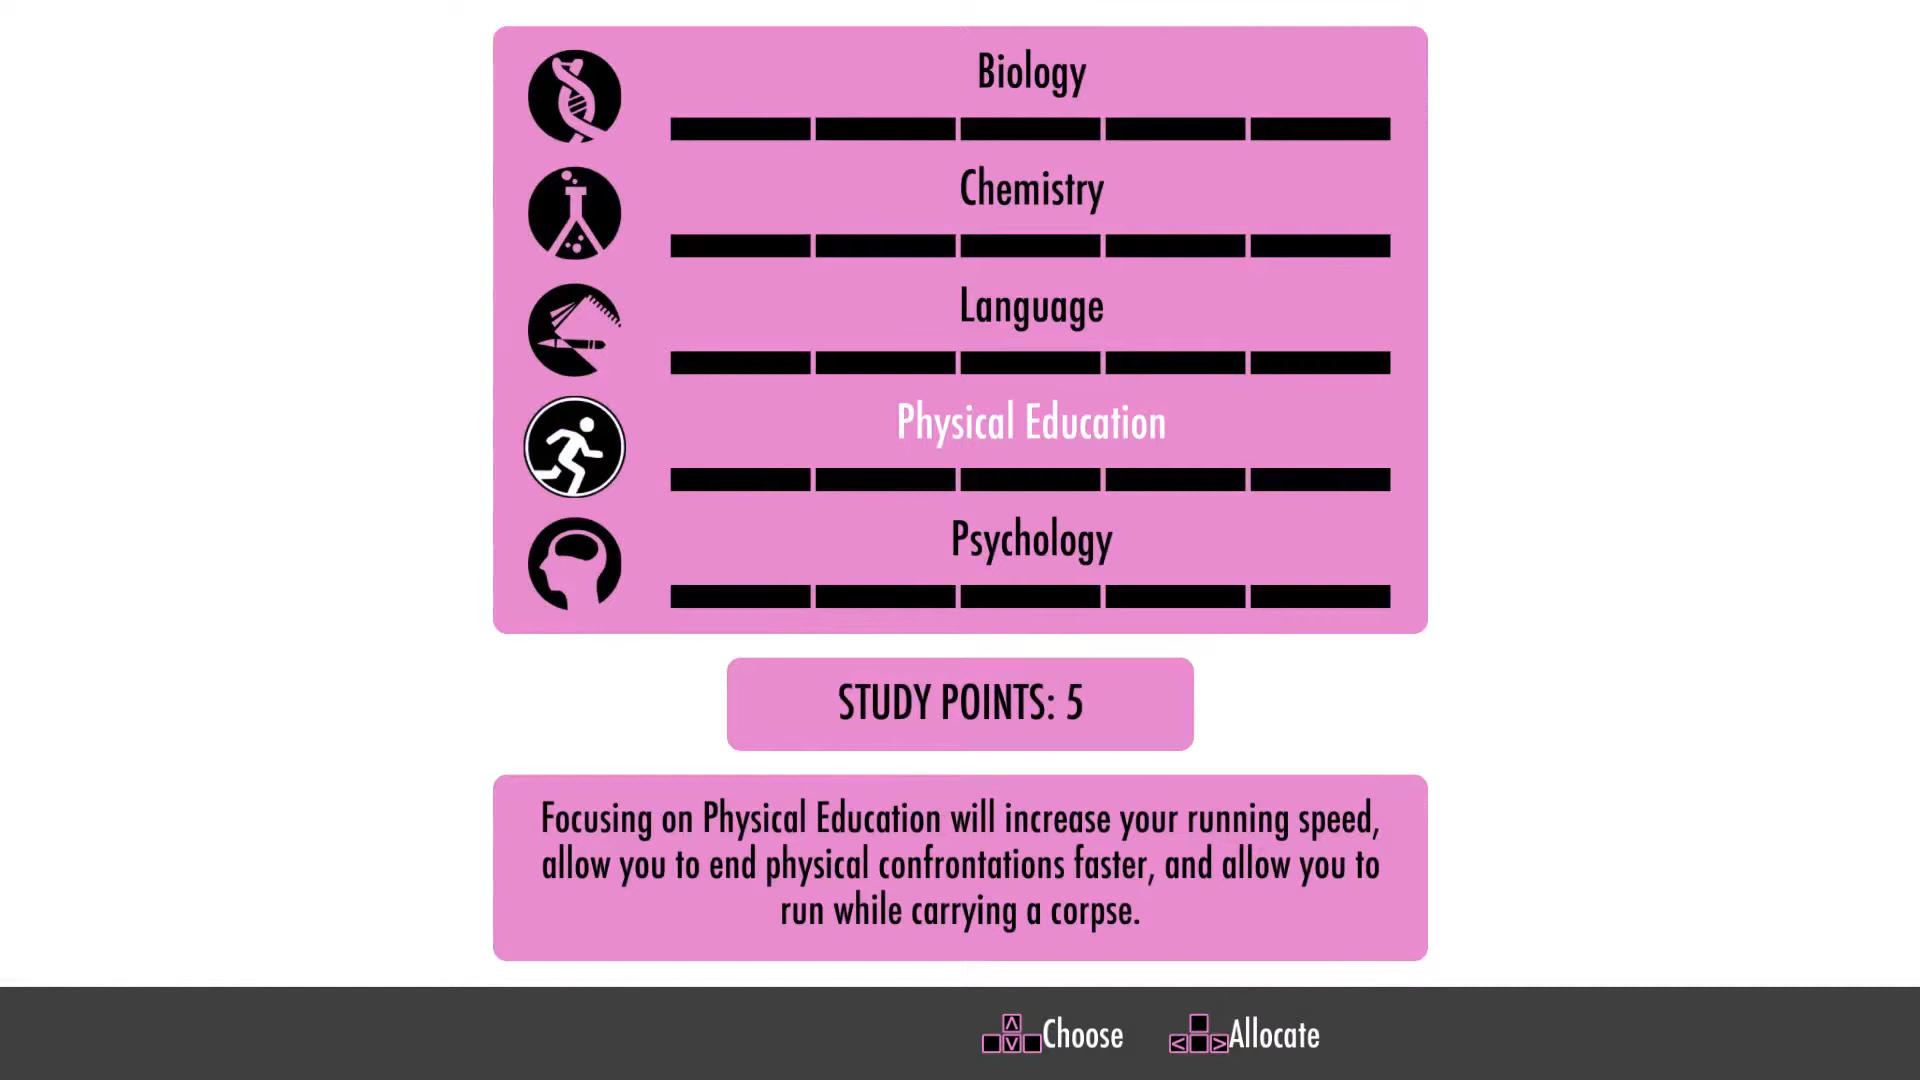 Biology
Chemistry
Language
Physical Education
Psychology
STUDY POINTS: 5
Focusing on Physical Education will increase your running speed,
allow you to end physical confrontations faster, and allow you to
run while carrying a corpse.
Choose Allocate